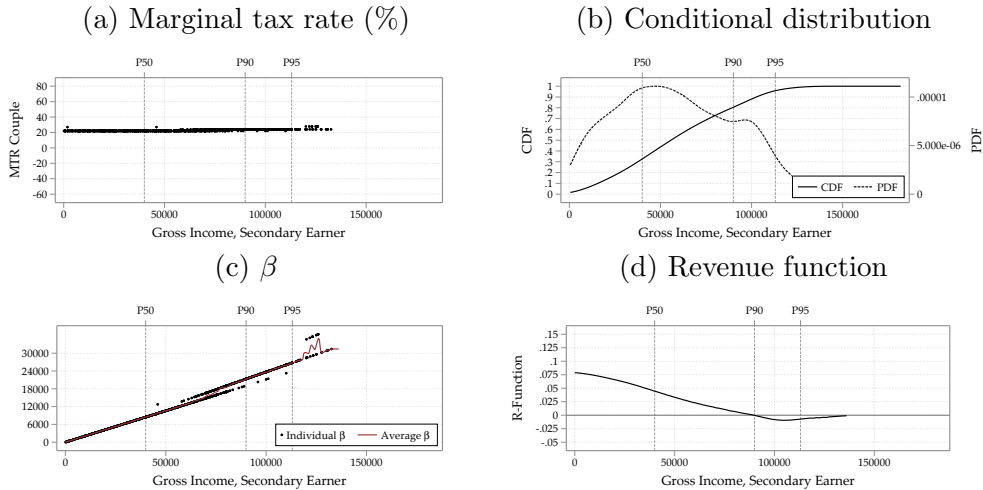 (a) Marginal tax rate (%)
P50 P90 P95
80
60
40
20
0
-20
-40
-60
MTR Couple
0 50000 100000 150000
Gross Income, Secondary Earner
(b) Conditional distribution
P50 P90 P95
1
.9
.8
.7
.6
.5
.4
.3
.2
.1
0
CDF
.00001
5.000e-06
0
PDF
CDF PDF
0 50000 100000 150000
Gross Income, Secondary Earner
(c) β
P50 P90 P95
30000
24000
18000
12000
6000
0
Individual β Average β
0 50000 100000 150000
Gross Income, Secondary Earner
(d) Revenue function
P50 P90 P95
.15
.125
.1
.075
.05
.025
0
-.025
-.05
R-Function
0 50000 100000 150000
Gross Income, Secondary Earner